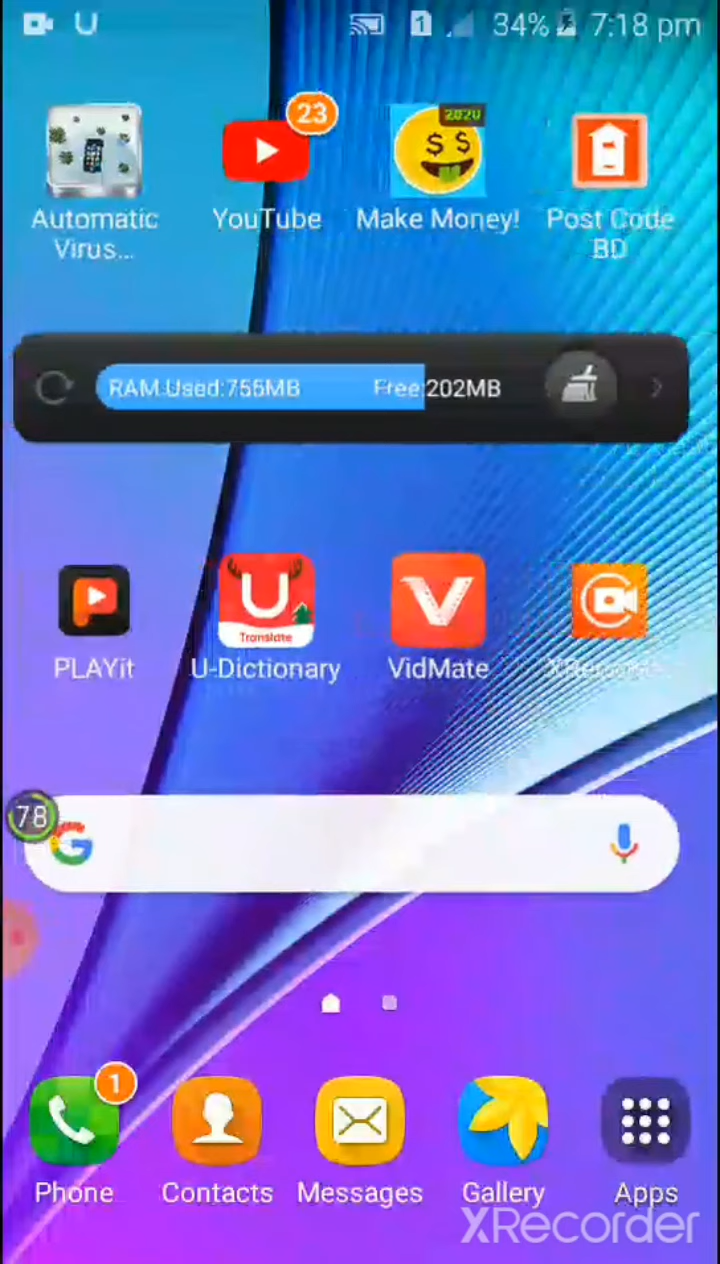 U 1 34% 7:18 pm
23
2020
$ $
Automatic
Virus...
YouTube
Make Money!
Post Code
BD
RAM Used:755MB Free:202MB
U
Translate
V
PLAYit
U-Dictionary
VidMate
78
G
1
Phone
Contacts
Messages
Gallery
Apps
XRecorder